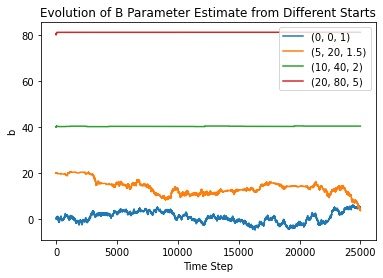 Evolution of B Parameter Estimate from Different Starts
80
60
40
20
0
b
(0, 0, 1)
(5, 20, 1.5)
(10, 40, 2)
(20, 80, 5)
0 5000 10000 15000 20000 25000
Time Step